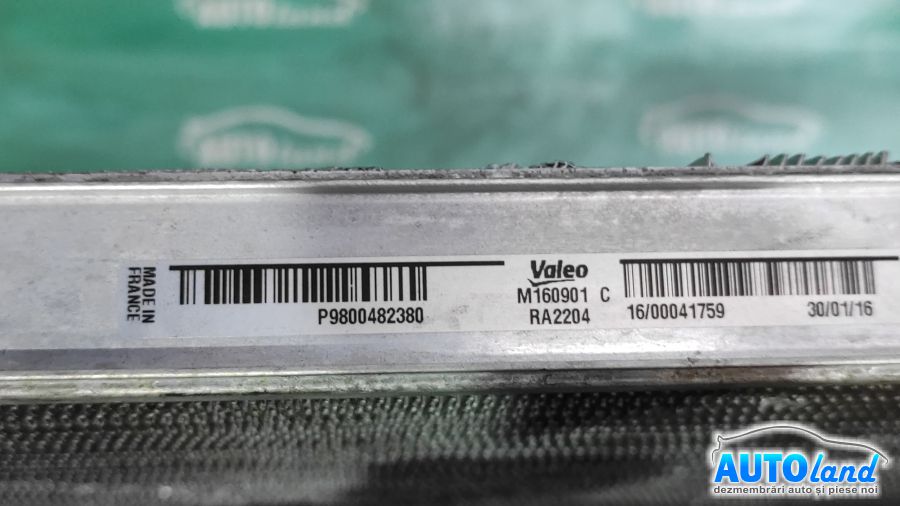 MADE IN
FRANCE
P9800482380
Valeo
M160901 C
RA2204
16/00041759
30/01/16
AUTOland
dezmembrări auto și piese noi